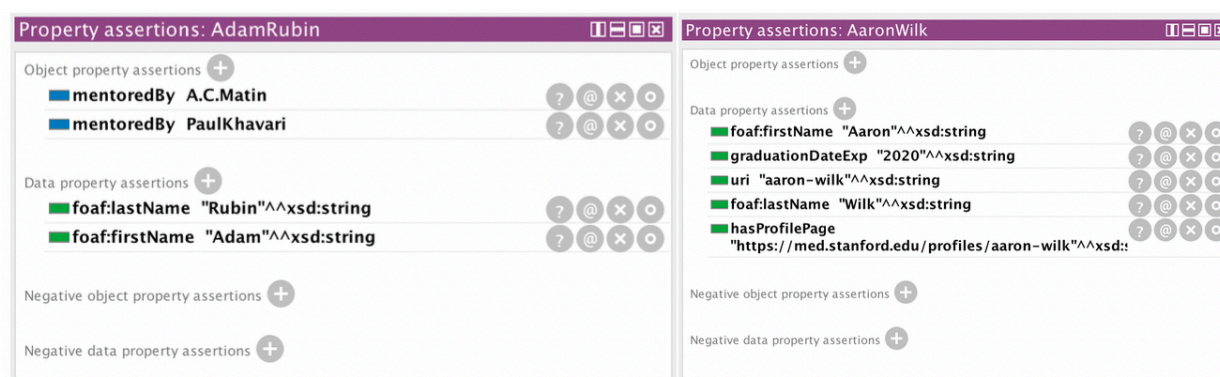 Property assertions: AdamRubin
Object property assertions
mentoredBy A.C.Matin
mentoredBy PaulKhavari
Data property assertions
foaf:lastName "Rubin"^^xsd:string
foaf:firstName "Adam"^^xsd:string
Negative object property assertions
Negative data property assertions
Property assertions: AaronWilk
Object property assertions
Data property assertions
foaf:firstName "Aaron"^^xsd:string
graduationDateExp "2020"^^xsd:string
uri "aaron-wilk"^^xsd:string
foaf:lastName "Wilk"^^xsd:string
hasProfilePage
"https://med.stanford.edu/profiles/aaron-wilk"^^xsd:s
Negative object property assertions
Negative data property assertions